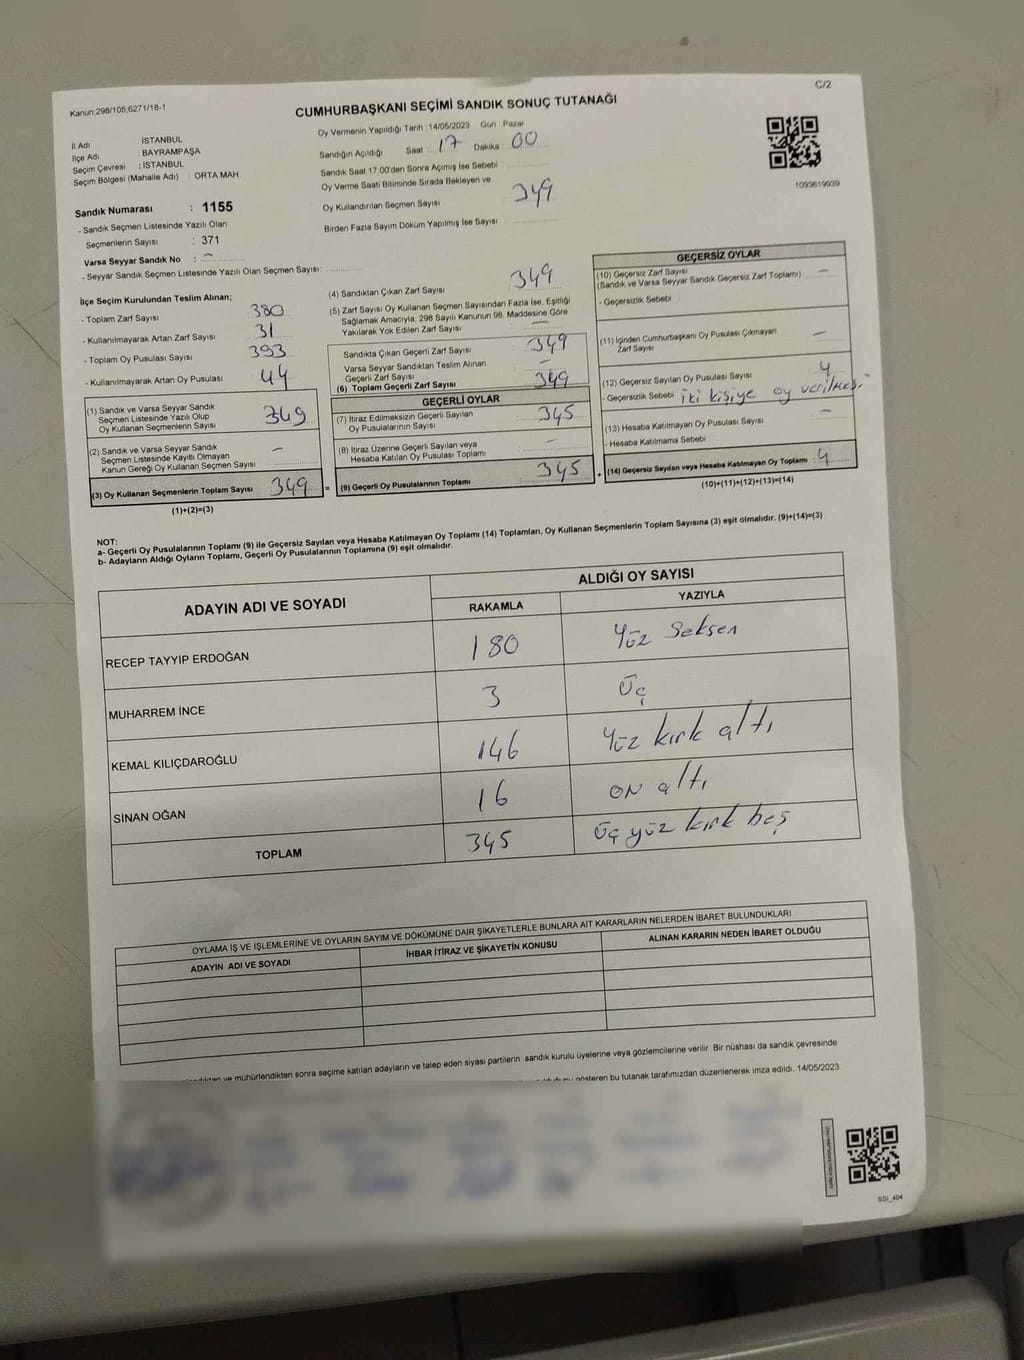 Kanun:298/105,6271/18-1
C/2
CUMHURBAŞKANI SEÇİMİ SANDIK SONUÇ TUTANAĞI
İl Adı : İSTANBUL
İlçe Adı : BAYRAMPAŞA
Seçim Çevresi : İSTANBUL
Seçim Bölgesi (Mahalle Adı) : ORTA MAH.
Sandık Numarası : 1155
- Sandık Seçmen Listesinde Yazılı Olan
Seçmenlerin Sayısı : 371
Varsa Seyyar Sandık No : -
- Seyyar Sandık Seçmen Listesinde Yazılı Olan Seçmen Sayısı:
Oy Vermenin Yapıldığı Tarih :14/05/2023 Gün : Pazar
Sandığın Açıldığı Saat 17 Dakika 00
Sandık Saat 17:00'den Sonra Açımış İse Sebebi
Oy Verme Saati Bitiminde Sırada Bekleyen ve
Oy Kullandırılan Seçmen Sayısı 349
Birden Fazla Sayım Döküm Yapılmış İse Sayısı
1093619939
İlçe Seçim Kurulundan Teslim Alınan;
- Toplam Zarf Sayısı 380
- Kullanılmayarak Artan Zarf Sayısı 31
- Toplam Oy Pusulası Sayısı 393
- Kullanılmayarak Artan Oy Pusulası 44
(1) Sandık ve Varsa Seyyar Sandık
Seçmen Listesinde Yazılı Olup
Oy Kullanan Seçmenlerin Sayısı 349
(2) Sandık ve Varsa Seyyar Sandık
Seçmen Listesinde Kayıtlı Olmayan
Kanun Gereği Oy Kullanan Seçmen Sayısı -
(3) Oy Kullanan Seçmenlerin Toplam Sayısı 349
(1)+(2)=(3)
(4) Sandıktan Çıkan Zarf Sayısı 349
(5) Zarf Sayısı Oy Kullanan Seçmen Sayısından Fazla İse, Eşitliği
Sağlamak Amacıyla; 298 Sayılı Kanunun 98. Maddesine Göre
Yakılarak Yok Edilen Zarf Sayısı -
Sandıkta Çıkan Geçerli Zarf Sayısı 349
Varsa Seyyar Sandıktan Teslim Alınan
Geçerli Zarf Sayısı -
(6) Toplam Geçerli Zarf Sayısı 349
GEÇERLİ OYLAR
(7) İtiraz Edilmeksizin Geçerli Sayılan
Oy Pusulalarının Sayısı 345
(8) İtiraz Üzerine Geçerli Sayılan veya
Hesaba Katılan Oy Pusulası Toplamı -
= (9) Geçerli Oy Pusulalarının Toplamı 345
GEÇERSİZ OYLAR
(10) Geçersiz Zarf Sayısı -
(Sandık ve Varsa Seyyar Sandık Geçersiz Zarf Toplamı)
- Geçersizlik Sebebi
(11) İçinden Cumhurbaşkanı Oy Pusulası Çıkmayan
Zarf Sayısı -
(12) Geçersiz Sayılan Oy Pusulası Sayısı 4
- Geçersizlik Sebebi iki kişiye oy verilmesi
(13) Hesaba Katılmayan Oy Pusulası Sayısı -
- Hesaba Katılmama Sebebi
+ (14) Geçersiz Sayılan veya Hesaba Katılmayan Oy Toplamı : 4
(10)+(11)+(12)+(13)=(14)
NOT:
a- Geçerli Oy Pusulalarının Toplamı (9) ile Geçersiz Sayılan veya Hesaba Katılmayan Oy Toplamı (14) Toplamları, Oy Kullanan Seçmenlerin Toplam Sayısına (3) eşit olmalıdır. (9)+(14)=(3)
b- Adayların Aldığı Oyların Toplamı, Geçerli Oy Pusulalarının Toplamına (9) eşit olmalıdır.
ADAYIN ADI VE SOYADI
ALDIĞI OY SAYISI
RAKAMLA YAZIYLA
RECEP TAYYİP ERDOĞAN 180 Yüz Seksen
MUHARREM İNCE 3 Üç
KEMAL KILIÇDAROĞLU 146 Yüz kırk altı
SİNAN OĞAN 16 on altı
TOPLAM 345 Üç yüz kırk beş
OYLAMA İŞ VE İŞLEMLERİNE VE OYLARIN SAYIM VE DÖKÜMÜNE DAİR ŞİKAYETLERLE BUNLARA AİT KARARLARIN NELERDEN İBARET BULUNDUKLARI
ADAYIN ADI VE SOYADI İHBAR İTİRAZ VE ŞİKAYETİN KONUSU ALINAN KARARIN NEDEN İBARET OLDUĞU
ve mühürlendikten sonra seçime katılan adayların ve talep eden siyasi partilerin sandık kurulu üyelerine veya gözlemcilerine verilir. Bir nüshası da sandık çevresinde
gösteren bu tutanak tarafımızdan düzenlenerek imza edildi. 14/05/2023
SSI_404